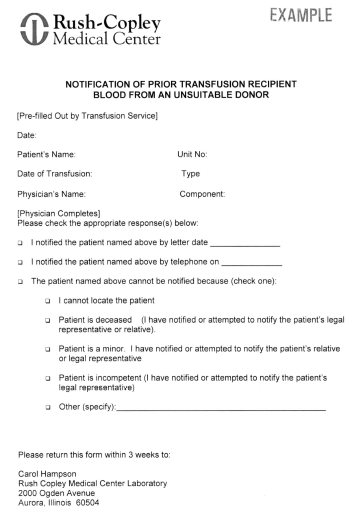 Rush-Copley
Medical Center
EXAMPLE
NOTIFICATION OF PRIOR TRANSFUSION RECIPIENT
BLOOD FROM AN UNSUITABLE DONOR
[Pre-filled Out by Transfusion Service]
Date:
Patient's Name: Unit No:
Date of Transfusion: Type
Physician's Name: Component:
[Physician Completes]
Please check the appropriate response(s) below:
❑ I notified the patient named above by letter date ________________
❑ I notified the patient named above by telephone on ______________
❑ The patient named above cannot be notified because (check one):
❑ I cannot locate the patient
❑ Patient is deceased (I have notified or attempted to notify the patient's legal
representative or relative).
❑ Patient is a minor. I have notified or attempted to notify the patient's relative
or legal representative
❑ Patient is incompetent (I have notified or attempted to notify the patient's
legal representative)
❑ Other (specify):________________________________________________
Please return this form within 3 weeks to:
Carol Hampson
Rush Copley Medical Center Laboratory
2000 Ogden Avenue
Aurora, Illinois 60504